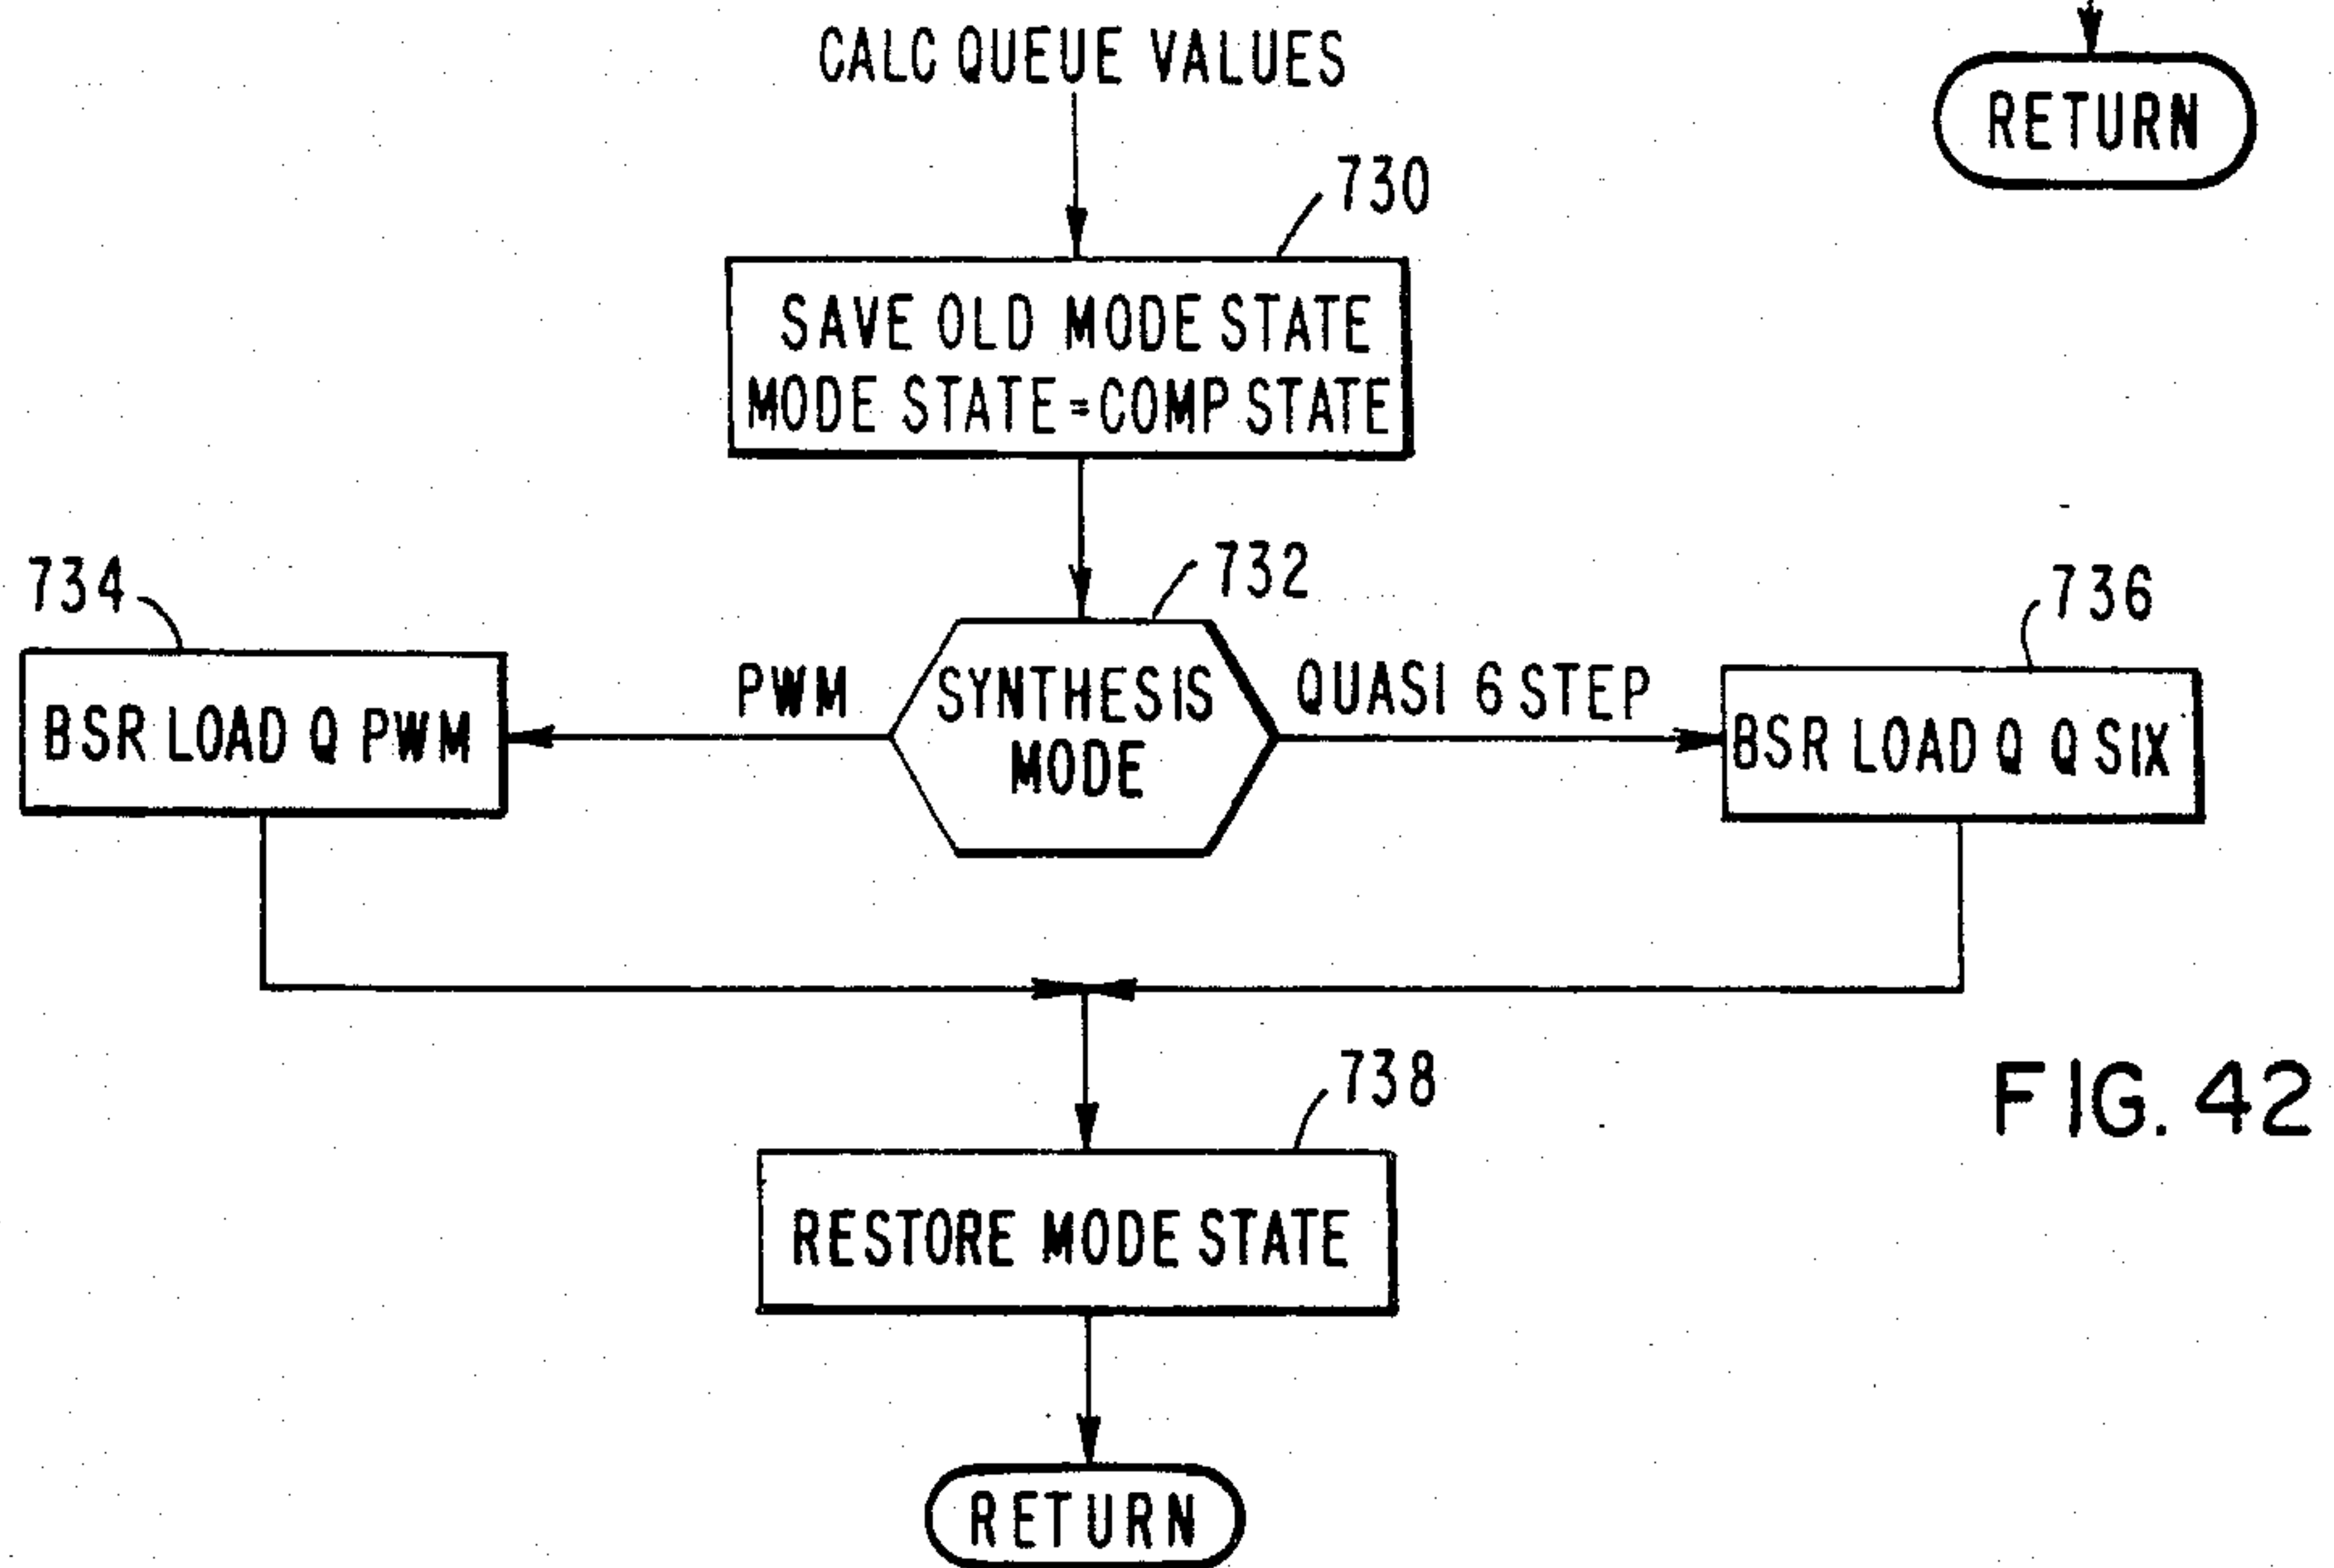 CALC QUEUE VALUES
RETURN
730
SAVE OLD MODE STATE
MODE STATE = COMP STATE
732
734
736
PWM
SYNTHESIS
MODE
QUASI 6 STEP
BSR LOAD Q PWM
BSR LOAD Q Q SIX
738
FIG. 42
RESTORE MODE STATE
RETURN